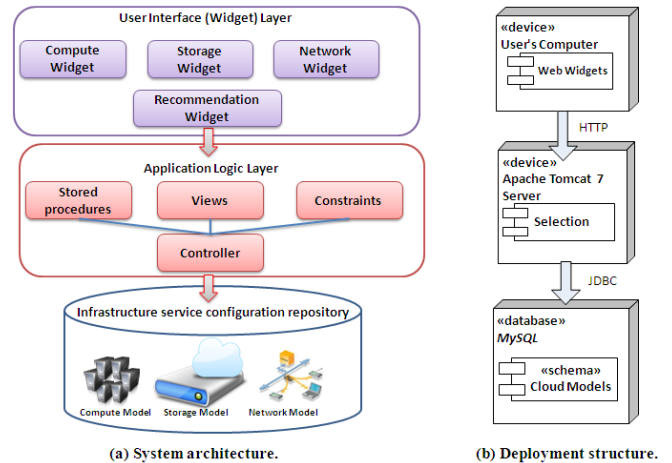 User Interface (Widget) Layer
Compute
Widget
Storage
Widget
Network
Widget
Recommendation
Widget
Application Logic Layer
Stored
procedures
Views
Constraints
Controller
Infrastructure service configuration repository
Compute Model
Storage Model
Network Model
(a) System architecture.
«device»
User's Computer
Web Widgets
HTTP
«device»
Apache Tomcat 7
Server
Selection
JDBC
«database»
MySQL
«schema»
Cloud Models
(b) Deployment structure.